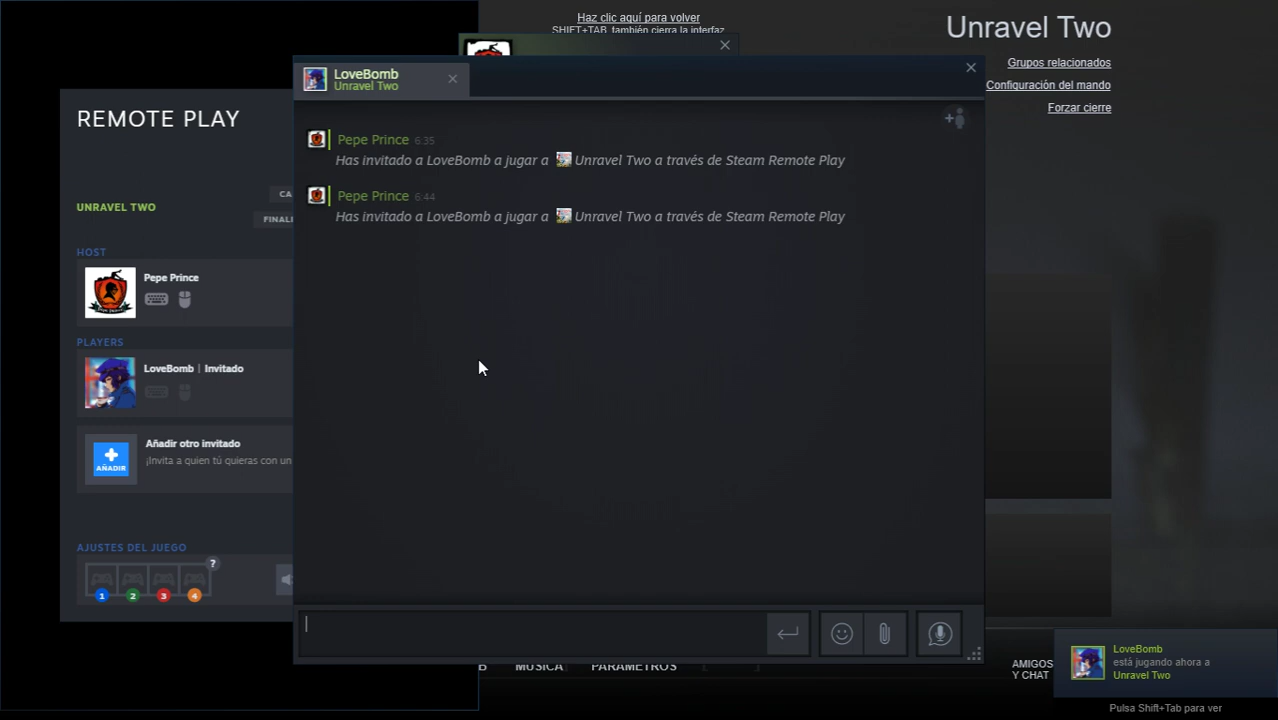 Haz clic aquí para volver
SHIFT+TAB también cierra la interfaz
Unravel Two
Grupos relacionados
Configuración del mando
Forzar cierre
LoveBomb
Unravel Two
REMOTE PLAY
Pepe Prince 6:35
Has invitado a LoveBomb a jugar a Unravel Two a través de Steam Remote Play
Pepe Prince 6:44
Has invitado a LoveBomb a jugar a Unravel Two a través de Steam Remote Play
UNRAVEL TWO
CA
FINALI
HOST
Pepe Prince
PLAYERS
LoveBomb | Invitado
Añadir otro invitado
AÑADIR
¡Invita a quien tú quieras con un
AJUSTES DEL JUEGO
?
1 2 3 4
MÚSICA
PARÁMETROS
AMIGOS
Y CHAT
LoveBomb
está jugando ahora a
Unravel Two
Pulsa Shift+Tab para ver